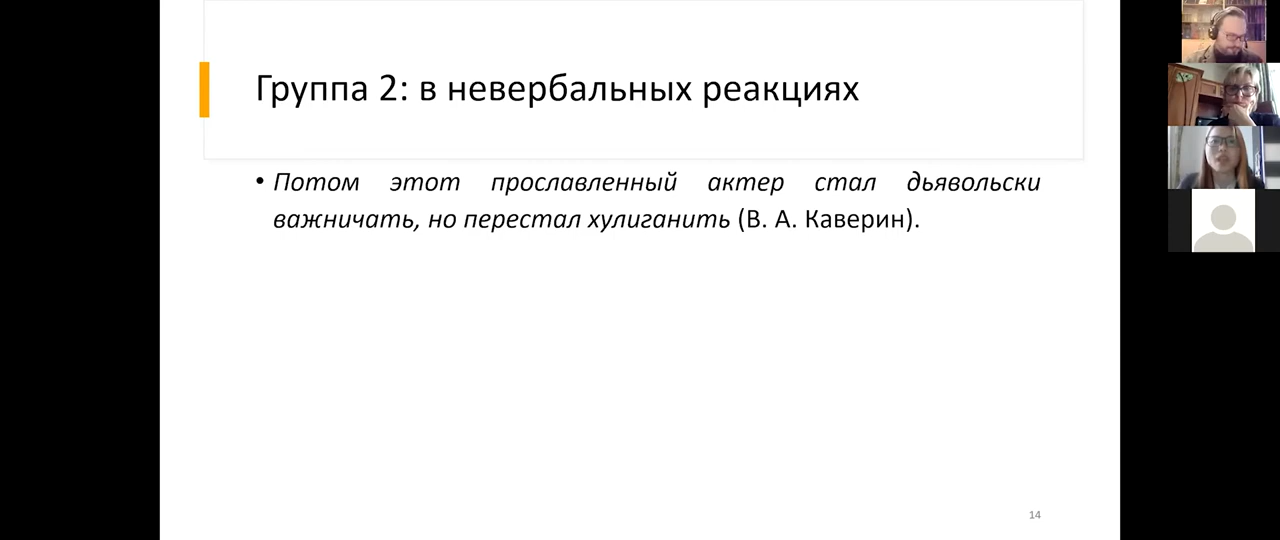 Группа 2: в невербальных реакциях
• Потом этот прославленный актер стал дьявольски
важничать, но перестал хулиганить (В. А. Каверин).
14